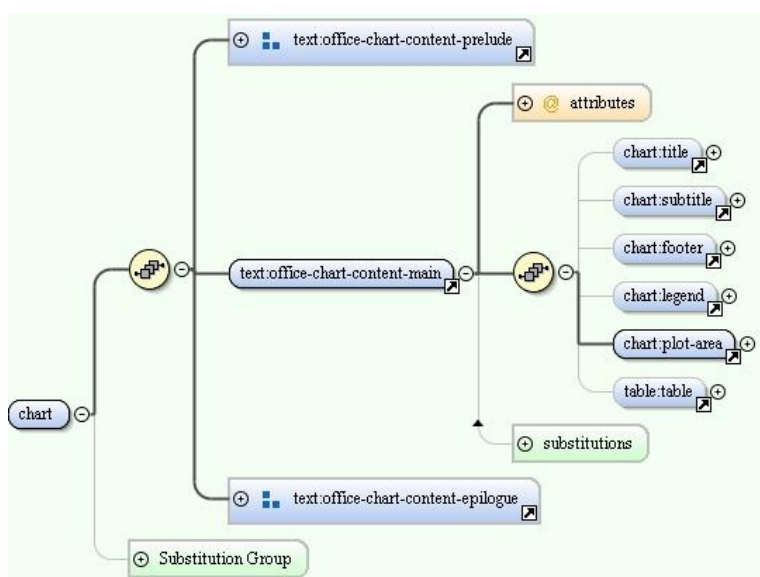 text:office-chart-content-prelude
@ attributes
chart:title
chart:subtitle
chart:footer
text:office-chart-content-main
chart:legend
chart:plot-area
table:table
chart
substitutions
text:office-chart-content-epilogue
Substitution Group